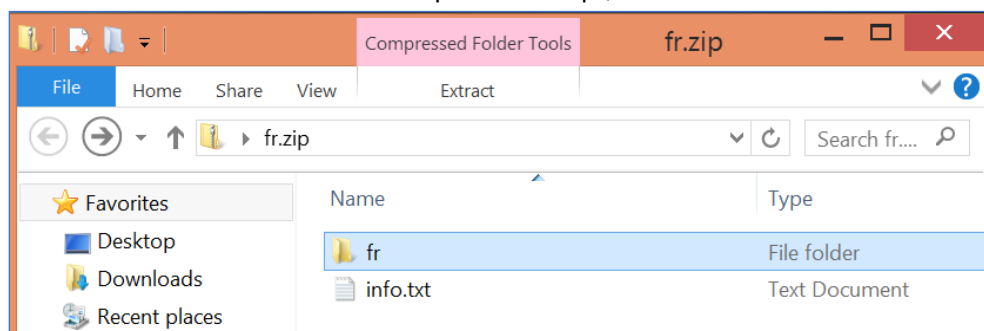 Compressed Folder Tools fr.zip
File Home Share View Extract
fr.zip Search fr....
Favorites Name Type
Desktop fr File folder
Downloads info.txt Text Document
Recent places